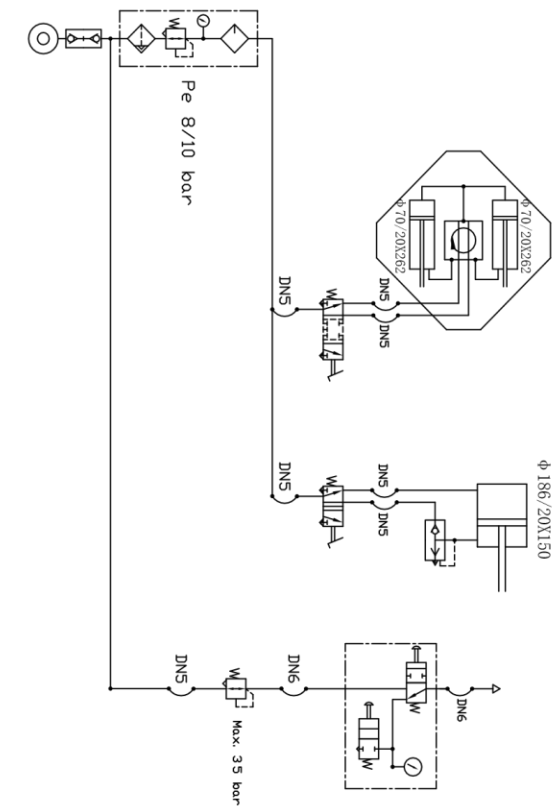 Pe 8/10 bar
φ 70/20X262
φ 70/20X262
DN5
DN5
DN5
φ 186/20X150
DN5
DN5
DN5
DN5
DN6
DN6
Max. 35 bar